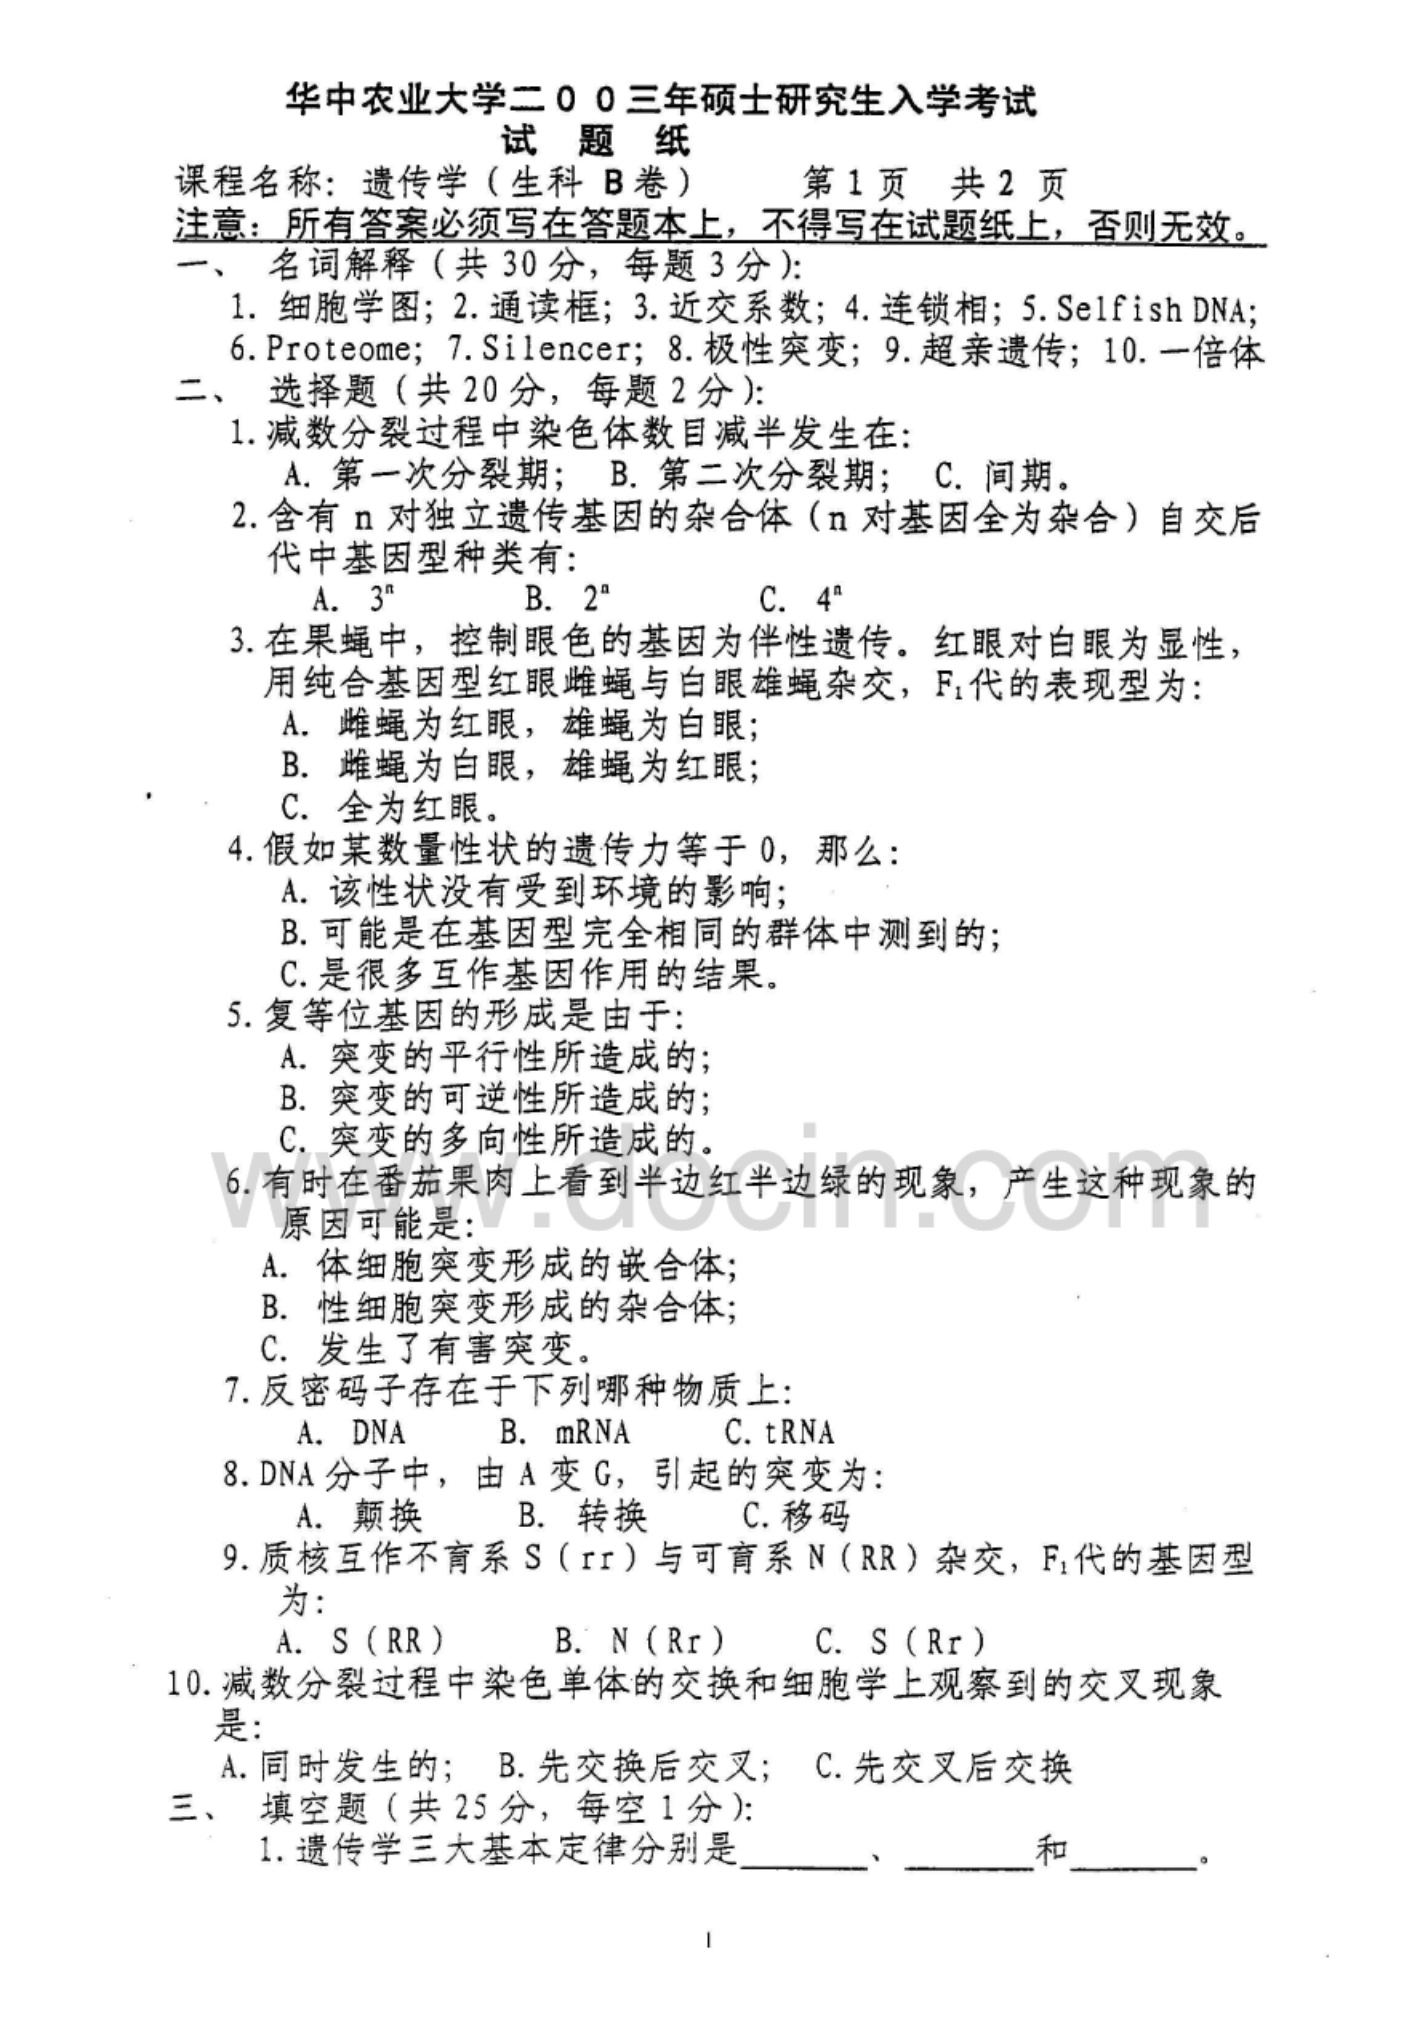 华中农业大学二００三年硕士研究生入学考试
试 题 纸
课程名称: 遗传学（生科 B卷） 第1页 共2 页
注意: 所有答案必须写在答题本上，不得写在试题纸上，否则无效。
一、 名词解释（共30分，每题3分）:
1. 细胞学图; 2.通读框; 3.近交系数; 4.连锁相; 5.Selfish DNA;
6.Proteome; 7.Silencer; 8.极性突变; 9.超亲遗传; 10.一倍体
二、 选择题（共20分，每题2分）:
1.减数分裂过程中染色体数目减半发生在:
A. 第一次分裂期; B. 第二次分裂期; C. 间期。
2.含有 n 对独立遗传基因的杂合体（n 对基因全为杂合）自交后
代中基因型种类有:
A. 3ⁿ B. 2ⁿ C. 4ⁿ
3.在果蝇中，控制眼色的基因为伴性遗传。红眼对白眼为显性，
用纯合基因型红眼雌蝇与白眼雄蝇杂交，F₁代的表现型为:
A. 雌蝇为红眼，雄蝇为白眼;
B. 雌蝇为白眼，雄蝇为红眼;
C. 全为红眼。
4.假如某数量性状的遗传力等于0，那么:
A. 该性状没有受到环境的影响;
B.可能是在基因型完全相同的群体中测到的;
C.是很多互作基因作用的结果。
5.复等位基因的形成是由于:
A. 突变的平行性所造成的;
B. 突变的可逆性所造成的;
C. 突变的多向性所造成的。
www.docin.com
6.有时在番茄果肉上看到半边红半边绿的现象，产生这种现象的
原因可能是:
A. 体细胞突变形成的嵌合体;
B. 性细胞突变形成的杂合体;
C. 发生了有害突变。
7.反密码子存在于下列哪种物质上:
A. DNA B. mRNA C.tRNA
8.DNA分子中，由 A 变 G，引起的突变为:
A. 颠换 B. 转换 C.移码
9.质核互作不育系 S（rr）与可育系 N（RR）杂交，F₁代的基因型
为:
A. S（RR） B. N（Rr） C. S（Rr）
10.减数分裂过程中染色单体的交换和细胞学上观察到的交叉现象
是:
A.同时发生的; B.先交换后交叉; C.先交叉后交换
三、 填空题（共25分，每空1分）:
1.遗传学三大基本定律分别是______、______和______。
1